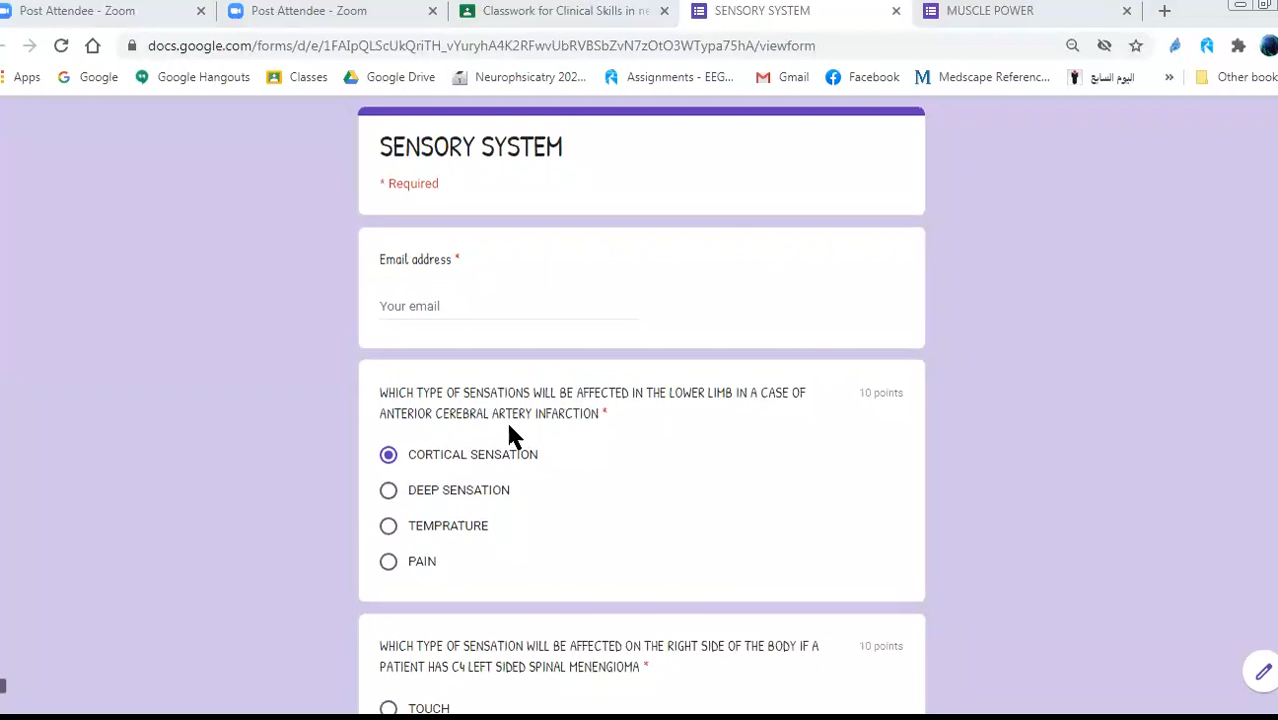 Post Attendee - Zoom
Post Attendee - Zoom
Classwork for Clinical Skills in ne
SENSORY SYSTEM
MUSCLE POWER
docs.google.com/forms/d/e/1FAIpQLScUkQriTH_vYuryhA4K2RFwvUbRVBSbZvN7zOtO3WTypa75hA/viewform
Apps
Google
Google Hangouts
Classes
Google Drive
Neurophsicatry 202...
Assignments - EEG...
Gmail
Facebook
Medscape Referenc...
اليوم السابع
»
Other book
SENSORY SYSTEM
* Required
Email address *
Your email
WHICH TYPE OF SENSATIONS WILL BE AFFECTED IN THE LOWER LIMB IN A CASE OF
10 points
ANTERIOR CEREBRAL ARTERY INFARCTION *
CORTICAL SENSATION
DEEP SENSATION
TEMPRATURE
PAIN
WHICH TYPE OF SENSATION WILL BE AFFECTED ON THE RIGHT SIDE OF THE BODY IF A
10 points
PATIENT HAS C4 LEFT SIDED SPINAL MENENGIOMA *
TOUCH